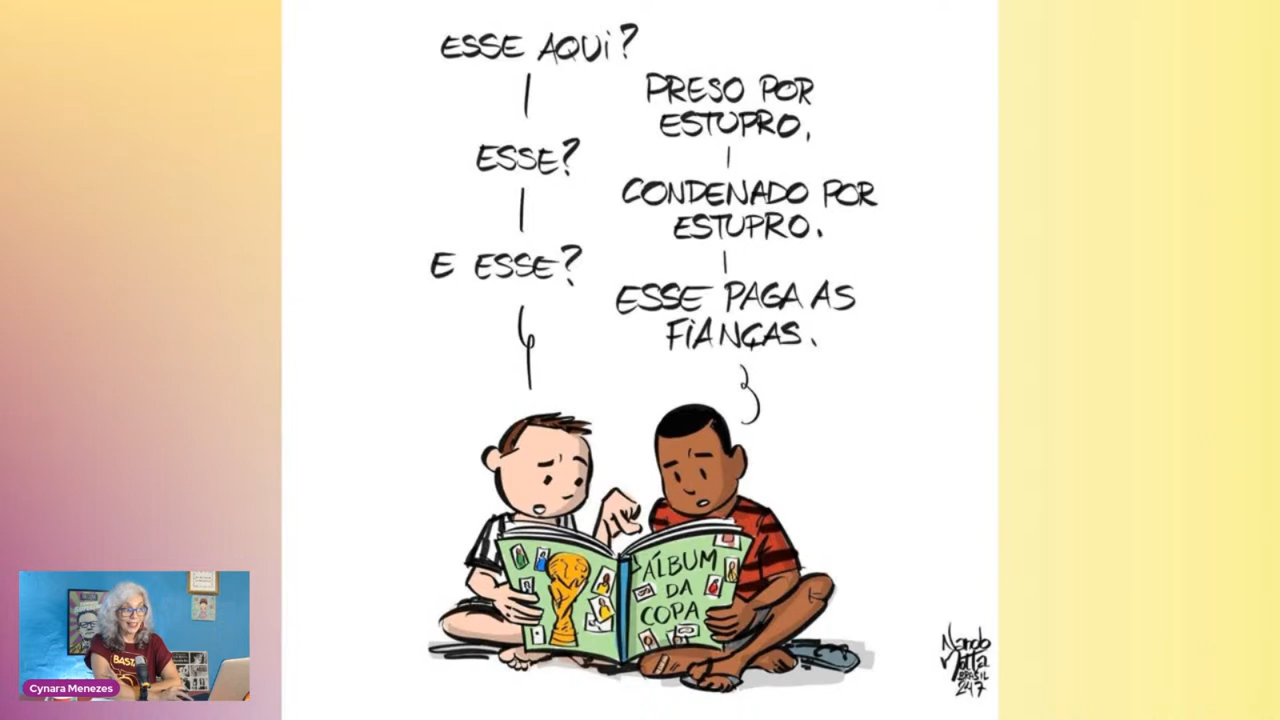 ESSE AQUI?
PRESO POR
ESTUPRO.
ESSE?
CONDENADO POR
ESTUPRO.
E ESSE?
ESSE PAGA AS
FIANÇAS.
ÁLBUM
DA
COPA
Nando
Motta
BRASIL
247
BAST
Cynara Menezes